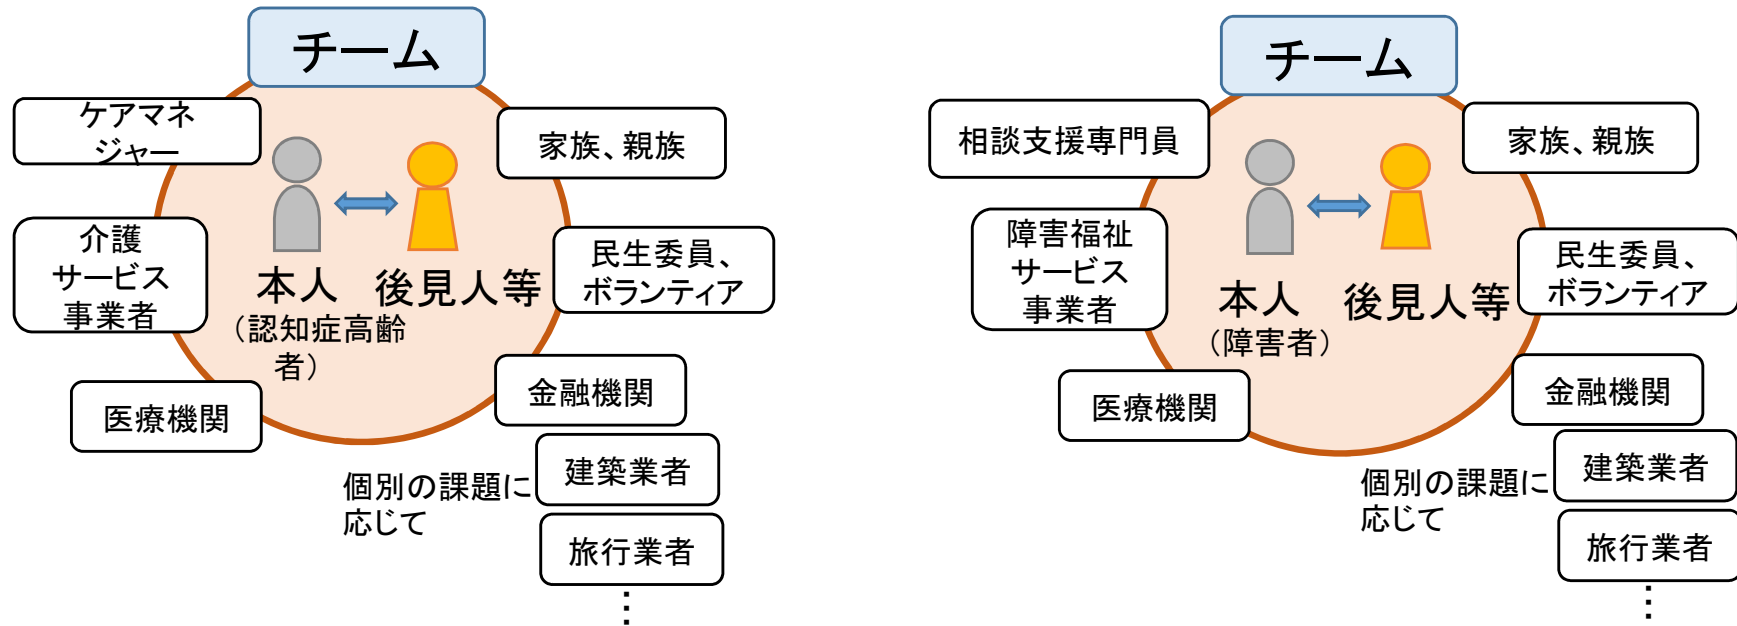 チーム
ケアマネ
ジャー
家族、親族
介護
サービス
事業者
民生委員、
ボランティア
本人
後見人等
（認知症高齢
者）
医療機関
金融機関
個別の課題に
応じて
建築業者
旅行業者
⋮
チーム
相談支援専門員
家族、親族
障害福祉
サービス
事業者
民生委員、
ボランティア
本人
後見人等
（障害者）
医療機関
金融機関
個別の課題に
応じて
建築業者
旅行業者
⋮